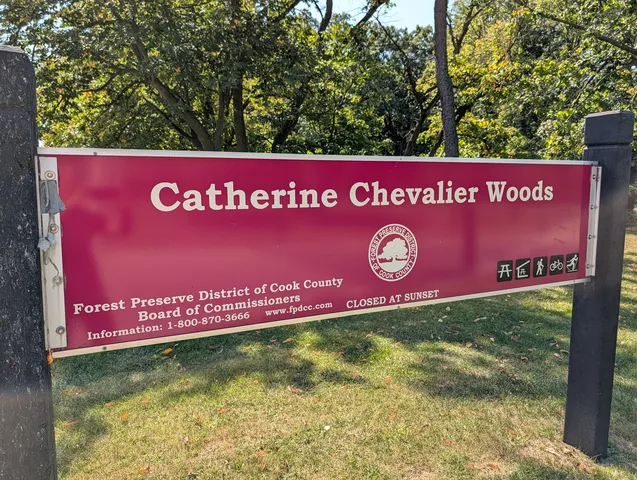 Catherine Chevalier Woods
FOREST PRESERVE DISTRICT
COOK COUNTY
Forest Preserve District of Cook County
Board of Commissioners
Information: 1-800-870-3666 www.fpdcc.com
CLOSED AT SUNSET